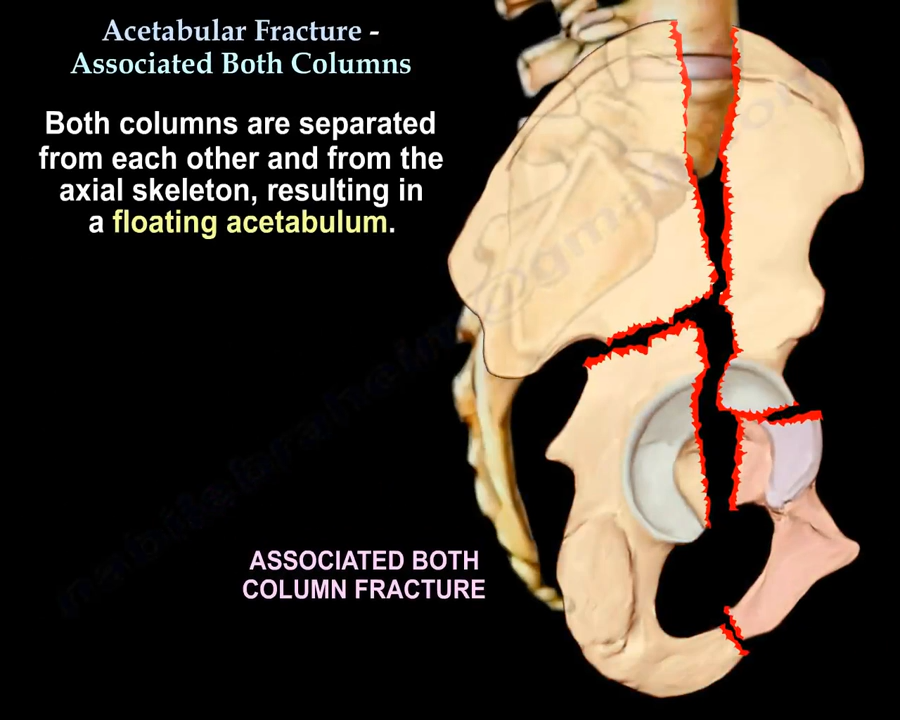 Acetabular Fracture -
Associated Both Columns
Both columns are separated
from each other and from the
axial skeleton, resulting in
a floating acetabulum.
ASSOCIATED BOTH
COLUMN FRACTURE